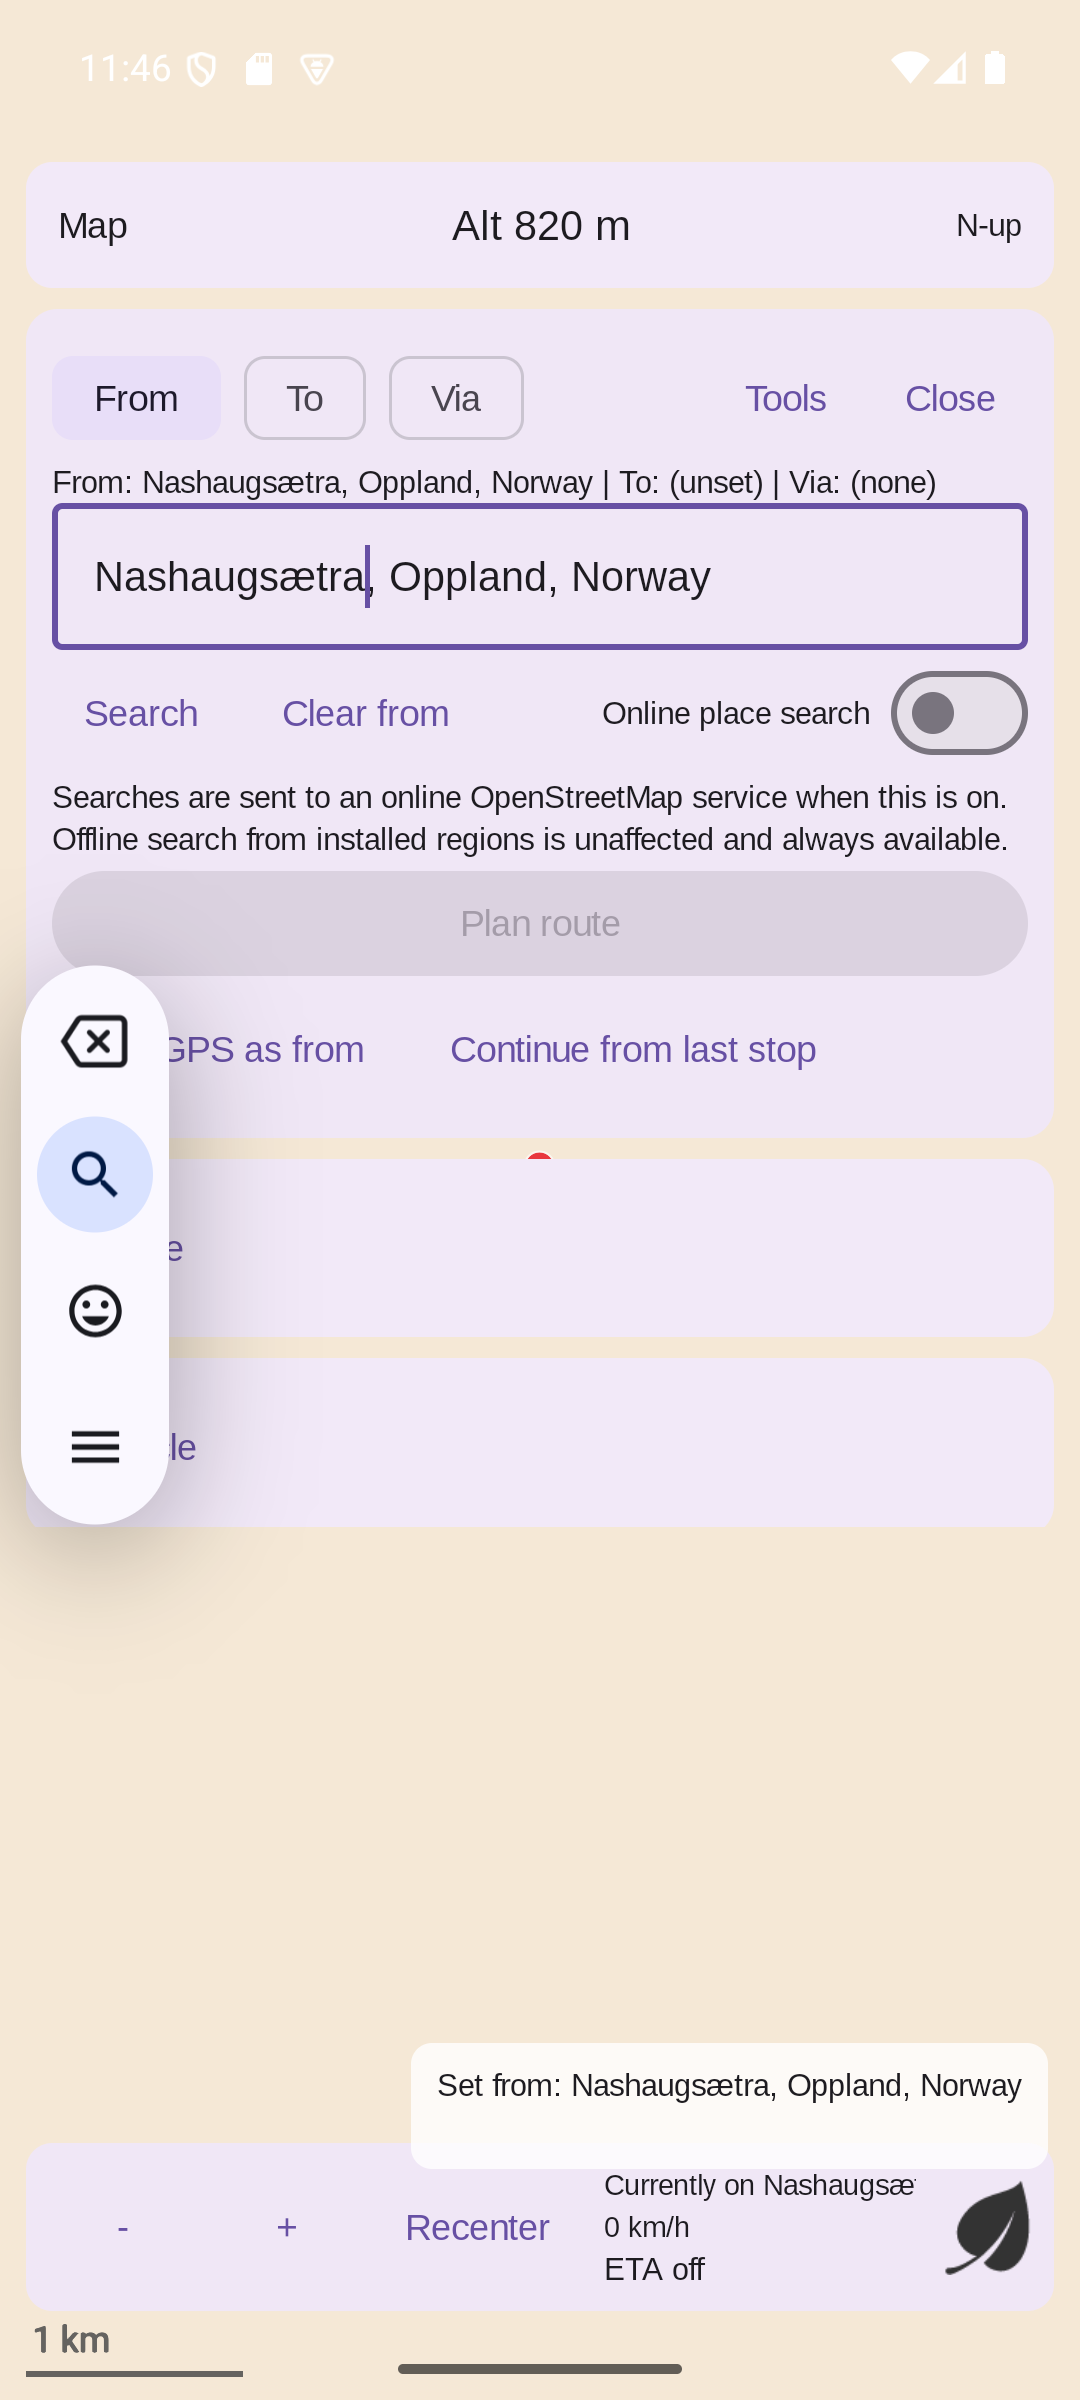 11:46
Map
Alt 820 m
N-up
From
To
Via
Tools
Close
From: Nashaugsætra, Oppland, Norway | To: (unset) | Via: (none)
Nashaugsætra, Oppland, Norway
Search
Clear from
Online place search
Searches are sent to an online OpenStreetMap service when this is on.
Offline search from installed regions is unaffected and always available.
Plan route
GPS as from
Continue from last stop
Set from: Nashaugsætra, Oppland, Norway
-
+
Recenter
Currently on
0 km/h
ETA off
1 km